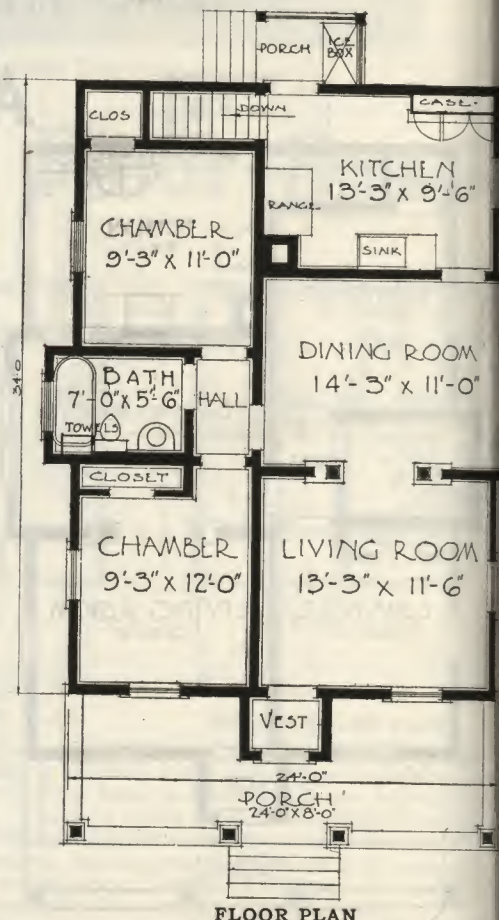 PORCH
ICE
BOX
CLOS
DOWN
CASE.
KITCHEN
13'-3" X 9'-6"
RANGE
SINK
CHAMBER
9'-3" X 11'-0"
34-0
DINING ROOM
14'-3" X 11'-0"
BATH
7'-0" X 5'-6"
TOWELS
HALL
CLOSET
CHAMBER
9'-3" X 12'-0"
LIVING ROOM
13'-3" X 11'-6"
VEST
24'-0"
PORCH
24'-0" X 8'-0"
FLOOR PLAN